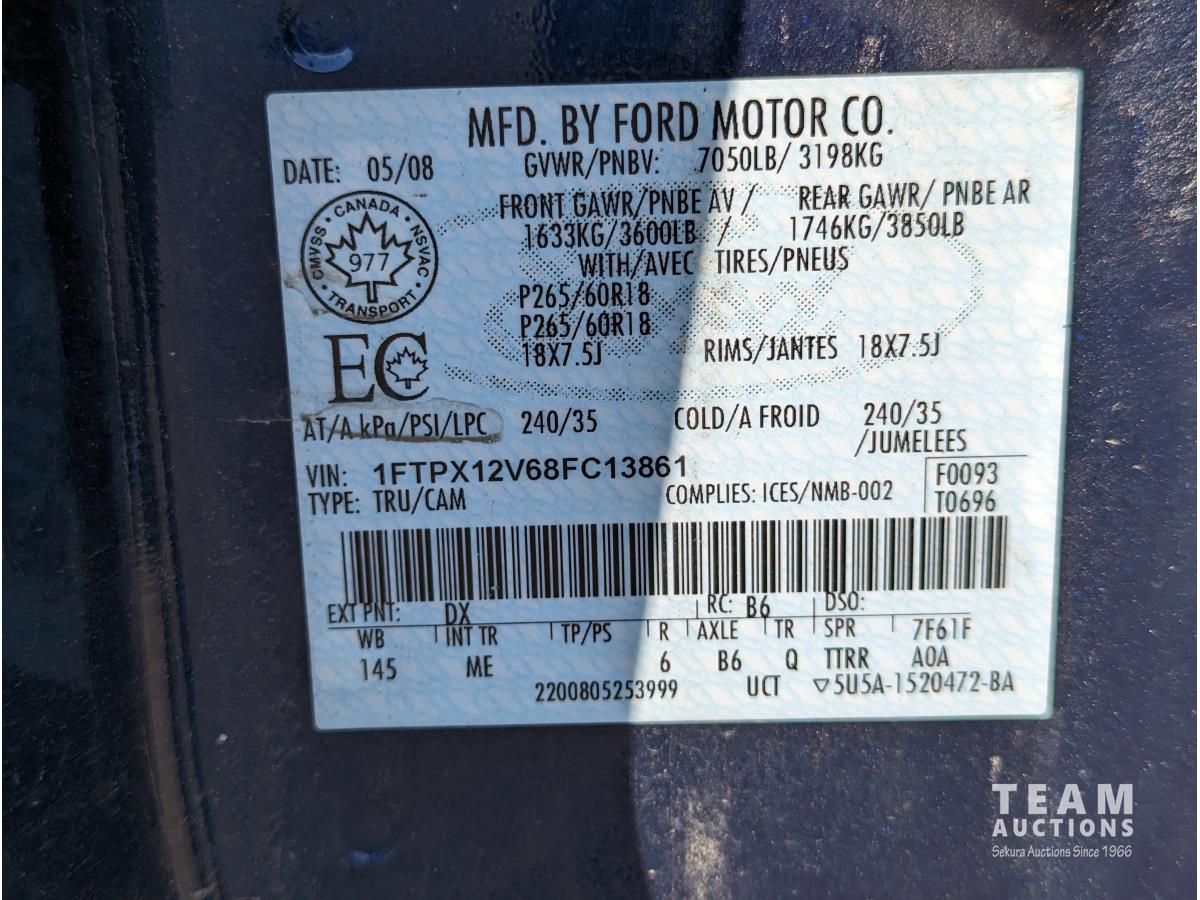 MFD. BY FORD MOTOR CO.
DATE: 05/08 GVWR/PNBV: 7050LB/ 3198KG
FRONT GAWR/PNBE AV / REAR GAWR/ PNBE AR
1633KG/3600LB / 1746KG/3850LB
WITH/AVEC TIRES/PNEUS
CANADA
CMVSS • NSVAC
977
TRANSPORT
P265/60R18
P265/60R18
18X7.5J RIMS/JANTES 18X7.5J
EC
AT/A kPa/PSI/LPC 240/35 COLD/A FROID 240/35
/JUMELEES
VIN: 1FTPX12V68FC13861 F0093
TYPE: TRU/CAM COMPLIES: ICES/NMB-002 T0696
EXT PNT: DX RC: B6 DSO:
WB INT TR TP/PS R AXLE TR SPR 7F61F
145 ME 6 B6 Q TTRR A0A
2200805253999 UCT ▽5U5A-1520472-BA
TEAM
AUCTIONS
Sekura Auctions Since 1966